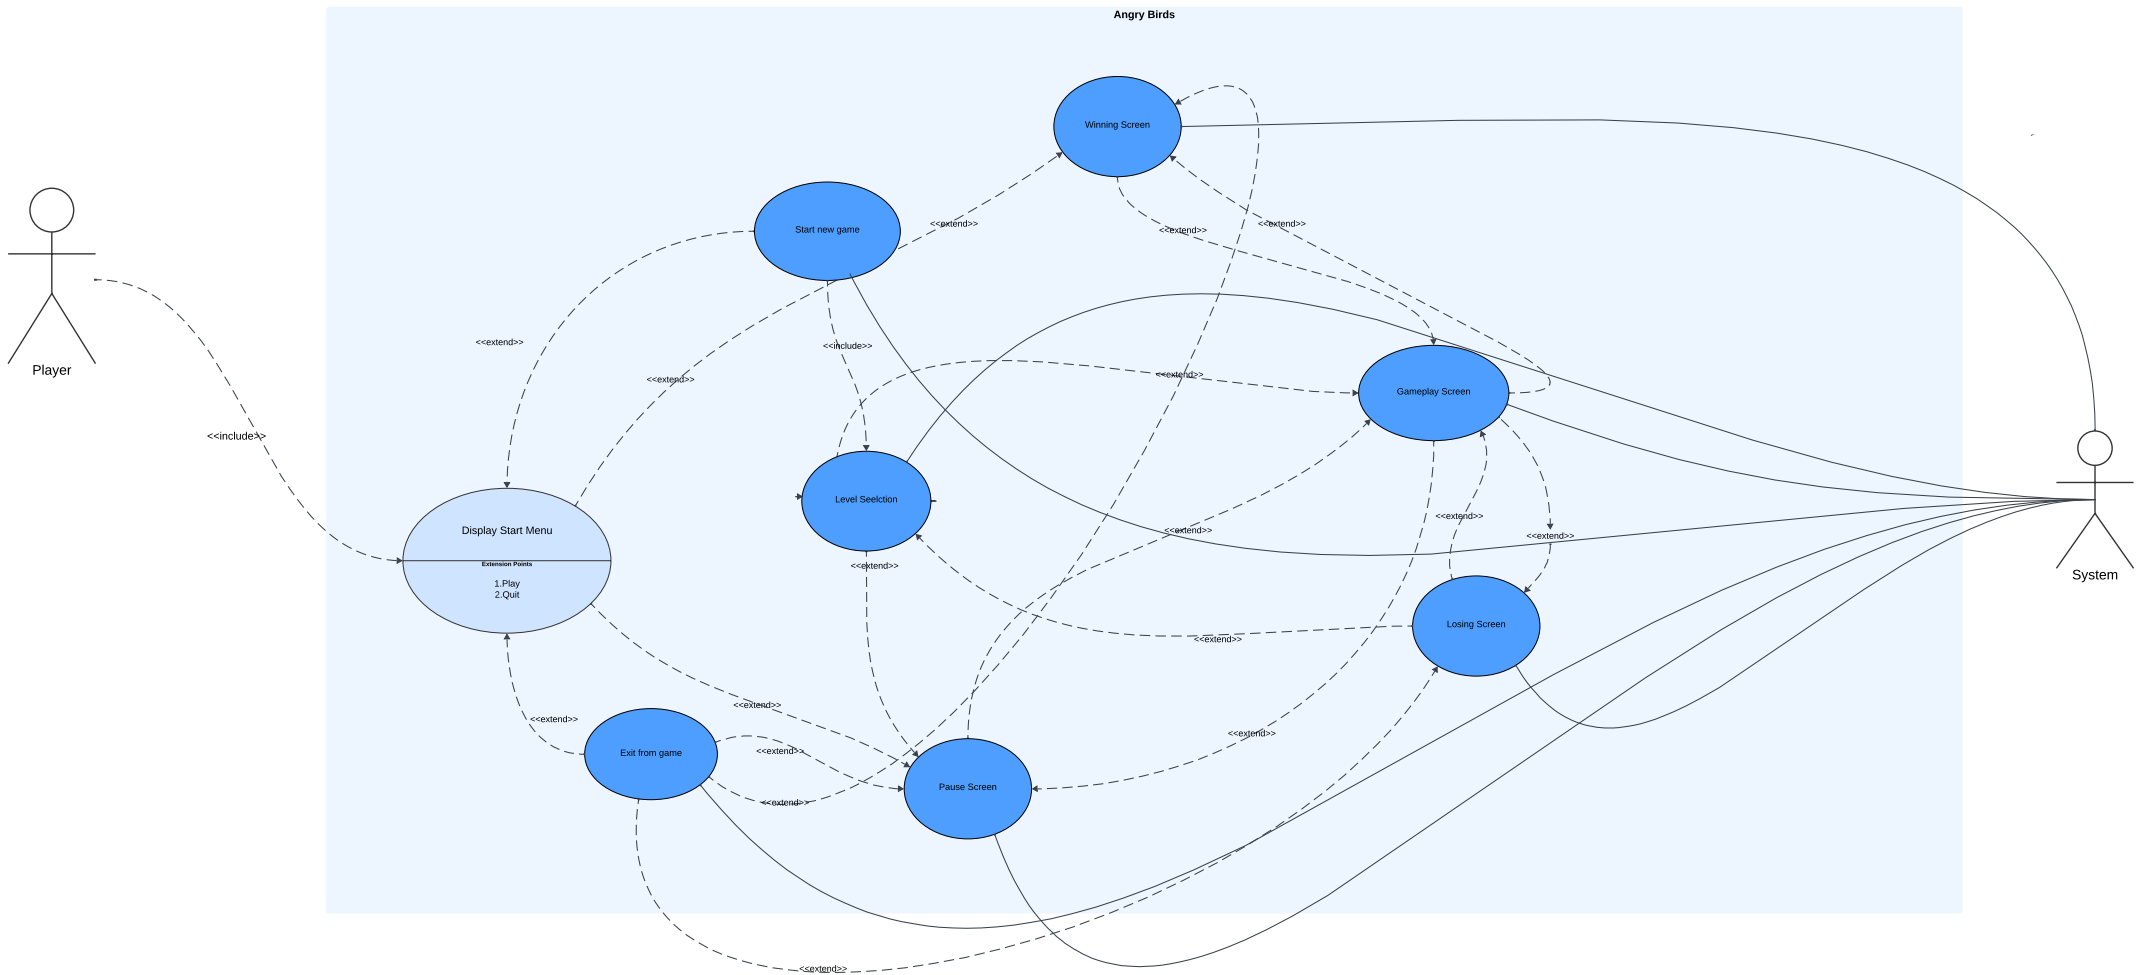 Angry Birds
Winning Screen
Start new game
<<extend>>
<<extend>>
<<extend>>
<<extend>>
<<include>>
<<extend>>
<<extend>>
Player
Gameplay Screen
<<include>>
Level Seelction
<<extend>>
<<extend>>
<<extend>>
Display Start Menu
Extension Points
1.Play
2.Quit
<<extend>>
System
Losing Screen
<<extend>>
<<extend>>
<<extend>>
<<extend>>
Exit from game
<<extend>>
Pause Screen
<<extend>>
<<extend>>